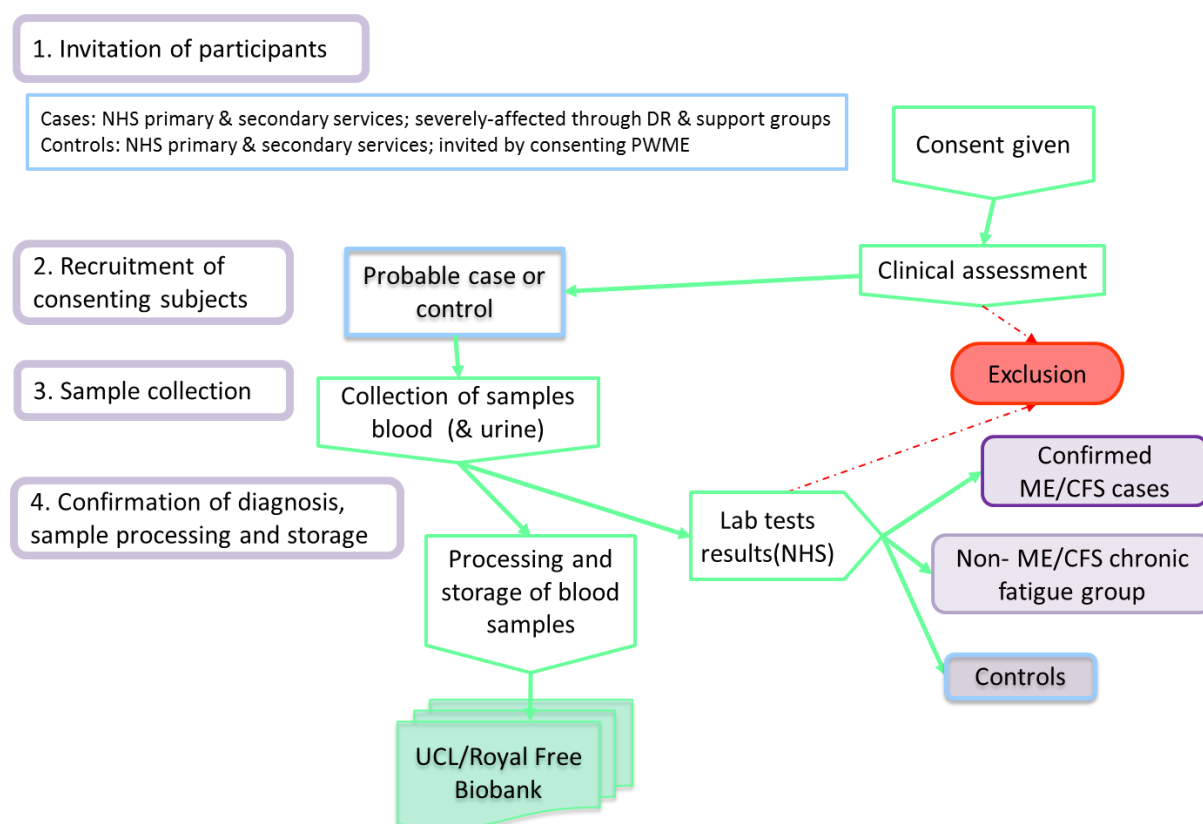 1. Invitation of participants
Cases: NHS primary & secondary services; severely-affected through DR & support groups
Controls: NHS primary & secondary services; invited by consenting PWME
Consent given
2. Recruitment of
consenting subjects
Probable case or
control
Clinical assessment
Exclusion
3. Sample collection
Collection of samples
blood (& urine)
Confirmed
ME/CFS cases
4. Confirmation of diagnosis,
sample processing and storage
Lab tests
results(NHS)
Processing and
storage of blood
samples
Non- ME/CFS chronic
fatigue group
Controls
UCL/Royal Free
Biobank